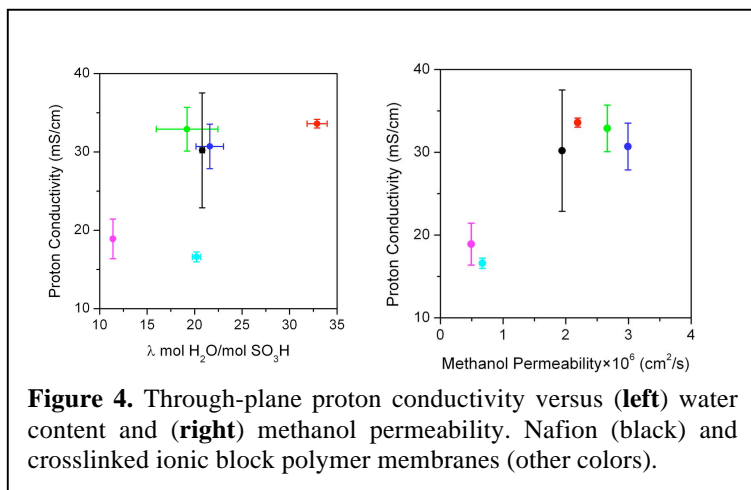 40
30
20
10
Proton Conductivity (mS/cm)
10 15 20 25 30 35
λ mol H₂O/mol SO₃H
40
30
20
10
Proton Conductivity (mS/cm)
0 1 2 3 4
Methanol Permeability×10⁶ (cm²/s)
Figure 4. Through-plane proton conductivity versus (left) water
content and (right) methanol permeability. Nafion (black) and
crosslinked ionic block polymer membranes (other colors).